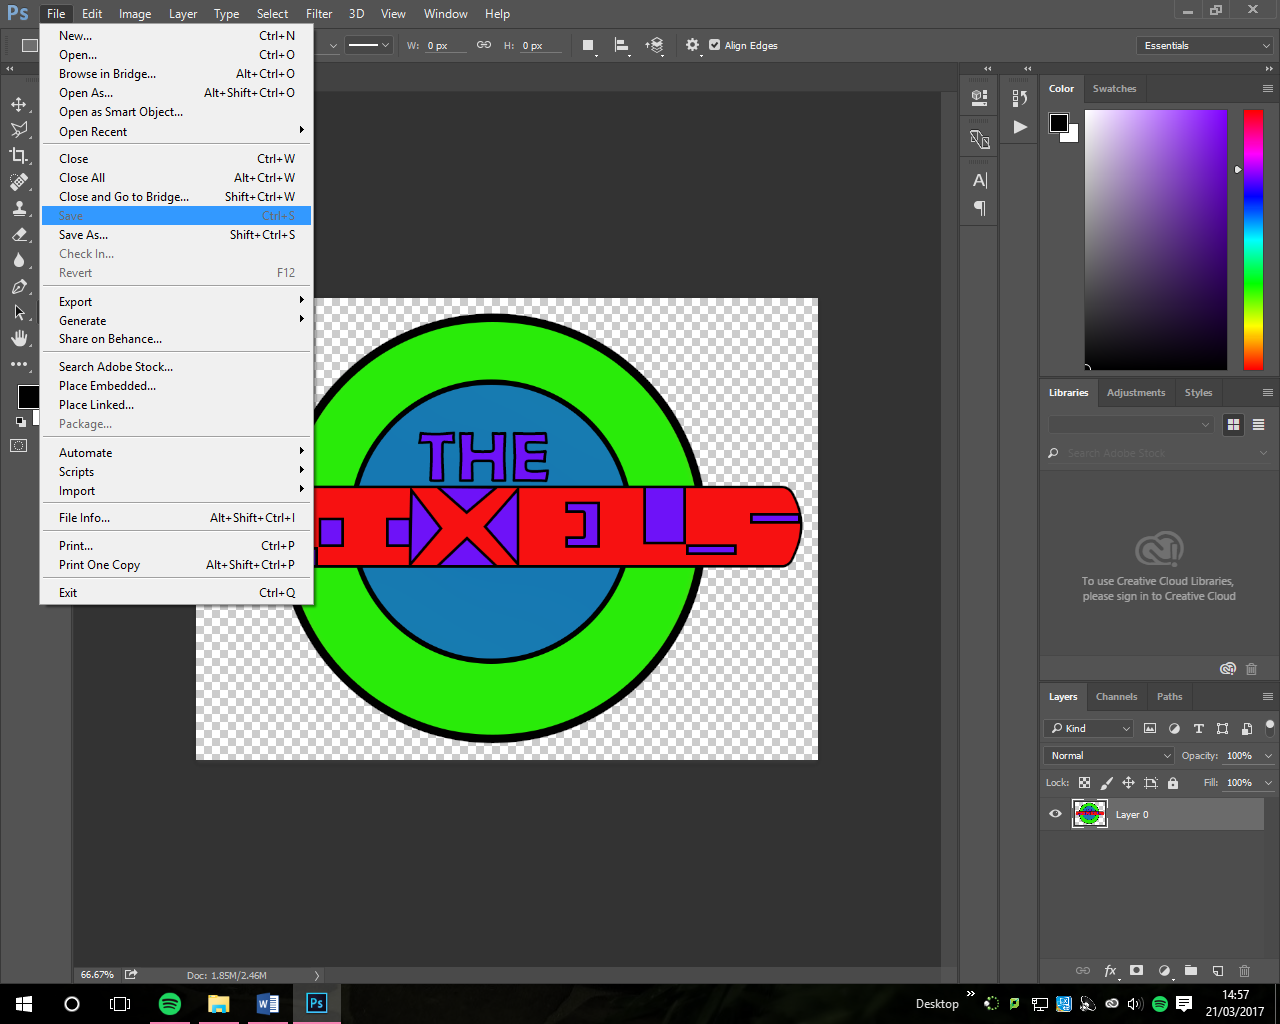 Ps File Edit Image Layer Type Select Filter 3D View Window Help
W: 0 px H: 0 px Align Edges Essentials
New... Ctrl+N
Open... Ctrl+O
Browse in Bridge... Alt+Ctrl+O
Open As... Alt+Shift+Ctrl+O
Open as Smart Object...
Open Recent
Close Ctrl+W
Close All Alt+Ctrl+W
Close and Go to Bridge... Shift+Ctrl+W
Save Ctrl+S
Save As... Shift+Ctrl+S
Check In...
Revert F12
Export
Generate
Share on Behance...
Search Adobe Stock...
Place Embedded...
Place Linked...
Package...
Automate
Scripts
Import
File Info... Alt+Shift+Ctrl+I
Print... Ctrl+P
Print One Copy Alt+Shift+Ctrl+P
Exit Ctrl+Q
THE
Color Swatches
Libraries Adjustments Styles
Search Adobe Stock
To use Creative Cloud Libraries,
please sign in to Creative Cloud
Layers Channels Paths
Kind
Normal Opacity: 100%
Lock: Fill: 100%
Layer 0
fx
66.67% Doc: 1.85M/2.46M
Desktop
14:57
21/03/2017